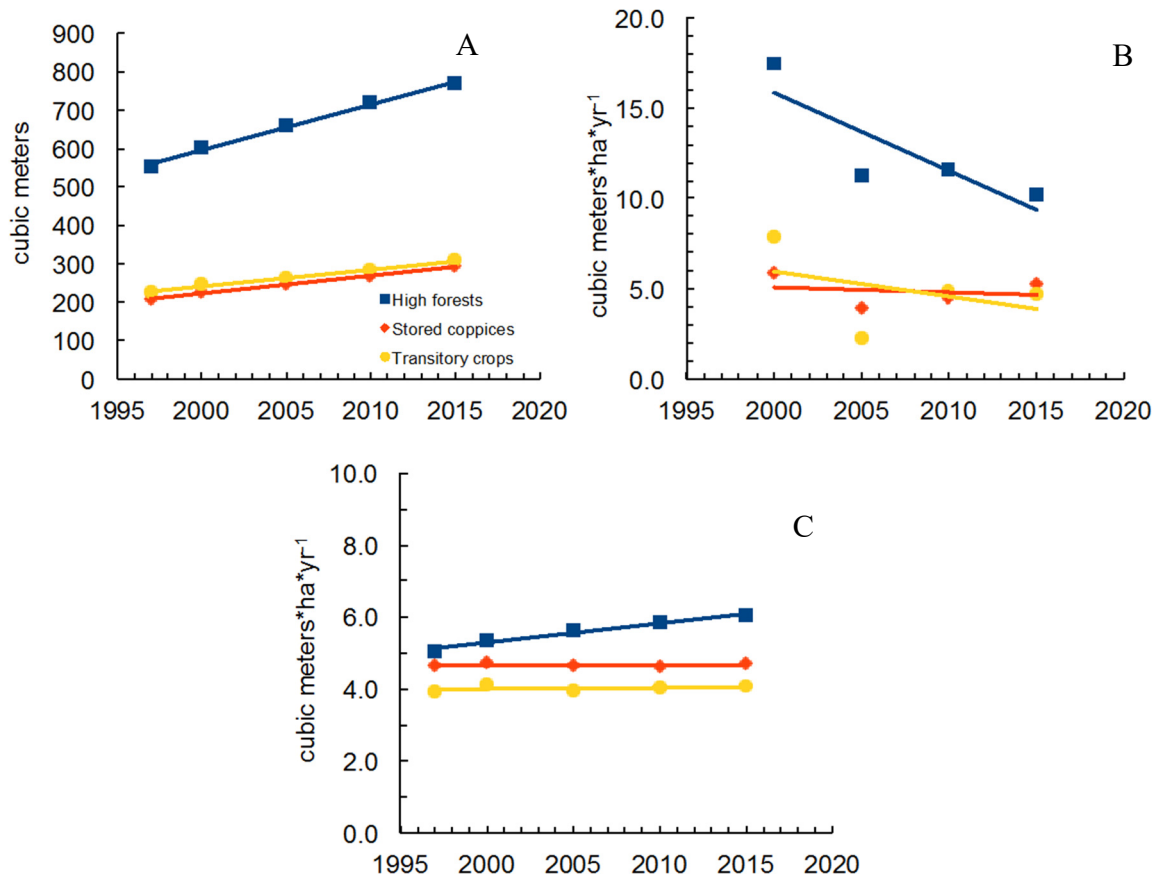 A
cubic meters
900
800
700
600
500
400
300
200
100
0
1995 2000 2005 2010 2015 2020
High forests
Stored coppices
Transitory crops
B
cubic meters*ha*yr⁻¹
20.0
15.0
10.0
5.0
0.0
1995 2000 2005 2010 2015 2020
C
cubic meters*ha*yr⁻¹
10.0
8.0
6.0
4.0
2.0
0.0
1995 2000 2005 2010 2015 2020